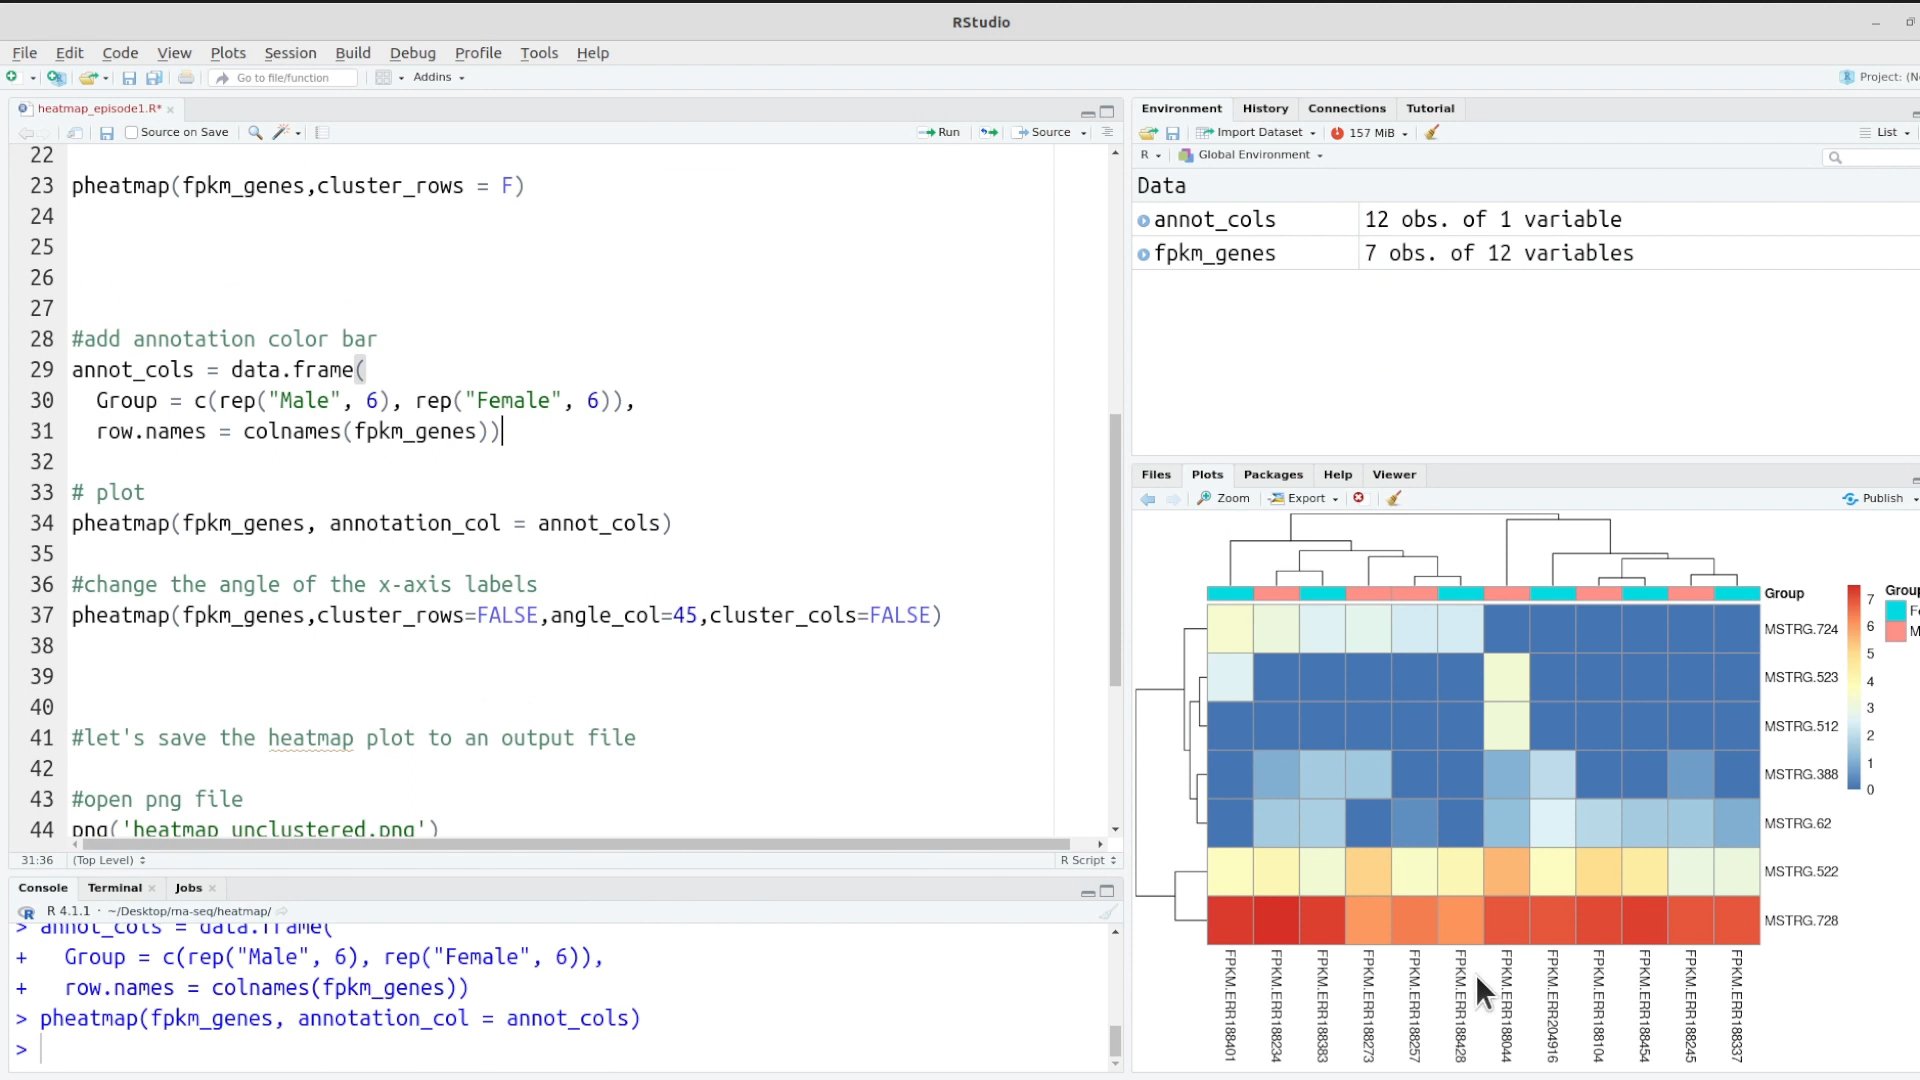 RStudio
File Edit Code View Plots Session Build Debug Profile Tools Help
Go to file/function Addins Project: (N
heatmap_episode1.R*
Source on Save Run Source
22
23 pheatmap(fpkm_genes,cluster_rows = F)
24
25
26
27
28 #add annotation color bar
29 annot_cols = data.frame(
30 Group = c(rep("Male", 6), rep("Female", 6)),
31 row.names = colnames(fpkm_genes))
32
33 # plot
34 pheatmap(fpkm_genes, annotation_col = annot_cols)
35
36 #change the angle of the x-axis labels
37 pheatmap(fpkm_genes,cluster_rows=FALSE,angle_col=45,cluster_cols=FALSE)
38
39
40
41 #let's save the heatmap plot to an output file
42
43 #open png file
44 png('heatmap_unclustered.png')
31:36 (Top Level) R Script
Console Terminal Jobs
R 4.1.1 · ~/Desktop/rna-seq/heatmap/
> annot_cols = data.frame(
+ Group = c(rep("Male", 6), rep("Female", 6)),
+ row.names = colnames(fpkm_genes))
> pheatmap(fpkm_genes, annotation_col = annot_cols)
>
Environment History Connections Tutorial
Import Dataset 157 MiB List
R Global Environment
Data
annot_cols 12 obs. of 1 variable
fpkm_genes 7 obs. of 12 variables
Files Plots Packages Help Viewer
Zoom Export Publish
Group
MSTRG.724
MSTRG.523
MSTRG.512
MSTRG.388
MSTRG.62
MSTRG.522
MSTRG.728
7
6
5
4
3
2
1
0
Group
F
M
FPKM.ERR188401
FPKM.ERR188234
FPKM.ERR188383
FPKM.ERR188273
FPKM.ERR188257
FPKM.ERR188428
FPKM.ERR188044
FPKM.ERR204916
FPKM.ERR188104
FPKM.ERR188454
FPKM.ERR188245
FPKM.ERR188337